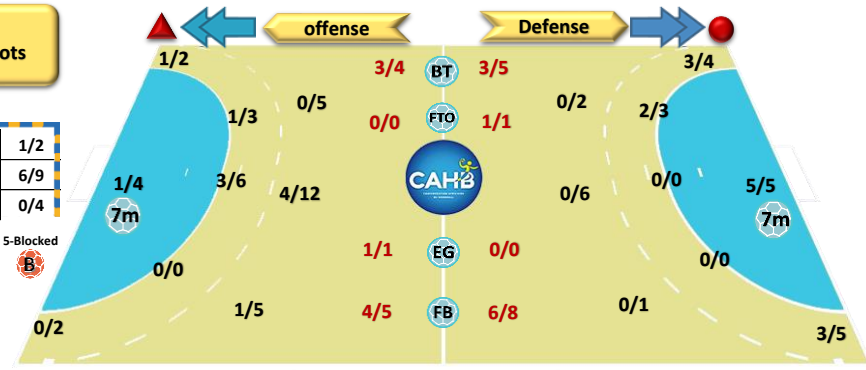 offense
Defense
ots
1/2
3/4 BT 3/5
3/4
1/3
0/5
0/0 FTO 1/1
0/2
2/3
1/2
6/9
0/4
1/4
7m
3/6
4/12
CAHB
0/6
0/0
5/5
7m
5-Blocked
B
0/0
1/1 EG 0/0
0/0
0/2
1/5
4/5 FB 6/8
0/1
3/5